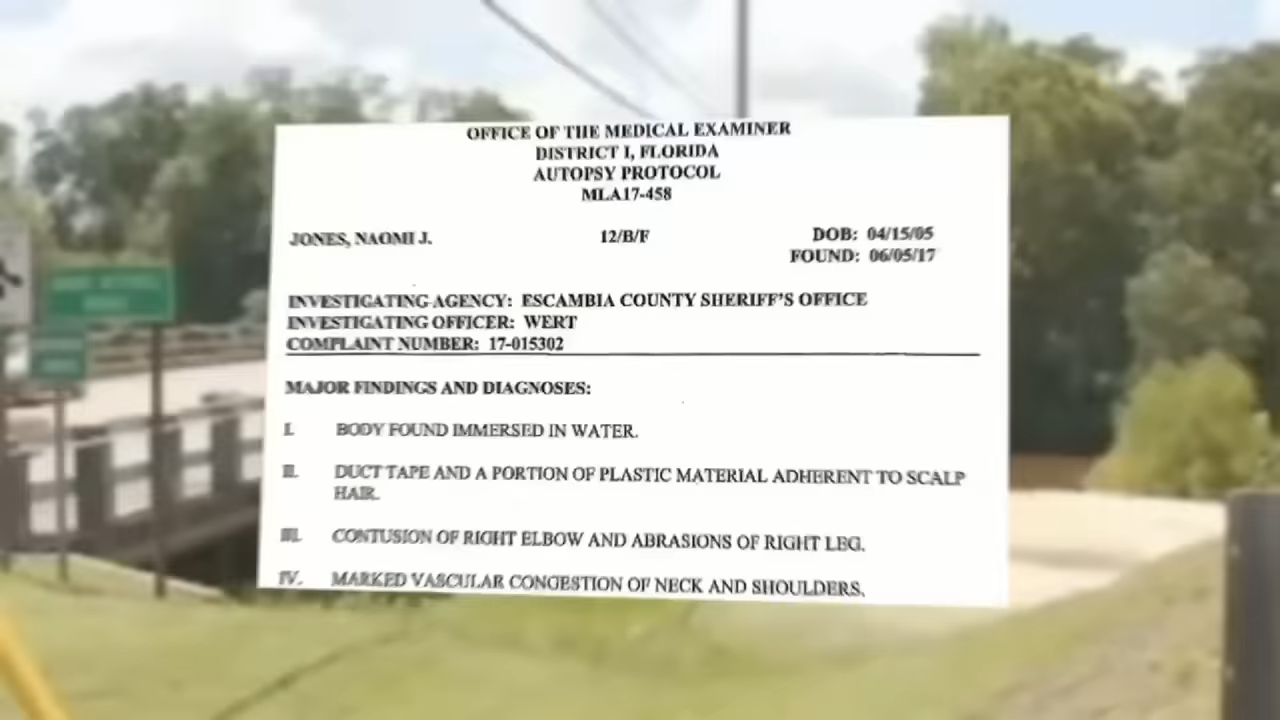 OFFICE OF THE MEDICAL EXAMINER
DISTRICT I, FLORIDA
AUTOPSY PROTOCOL
MLA17-458
JONES, NAOMI J. 12/B/F DOB: 04/15/05
FOUND: 06/05/17
INVESTIGATING AGENCY: ESCAMBIA COUNTY SHERIFF'S OFFICE
INVESTIGATING OFFICER: WERT
COMPLAINT NUMBER: 17-015302
MAJOR FINDINGS AND DIAGNOSES:
I. BODY FOUND IMMERSED IN WATER.
II. DUCT TAPE AND A PORTION OF PLASTIC MATERIAL ADHERENT TO SCALP
HAIR.
III. CONTUSION OF RIGHT ELBOW AND ABRASIONS OF RIGHT LEG.
IV. MARKED VASCULAR CONGESTION OF NECK AND SHOULDERS.